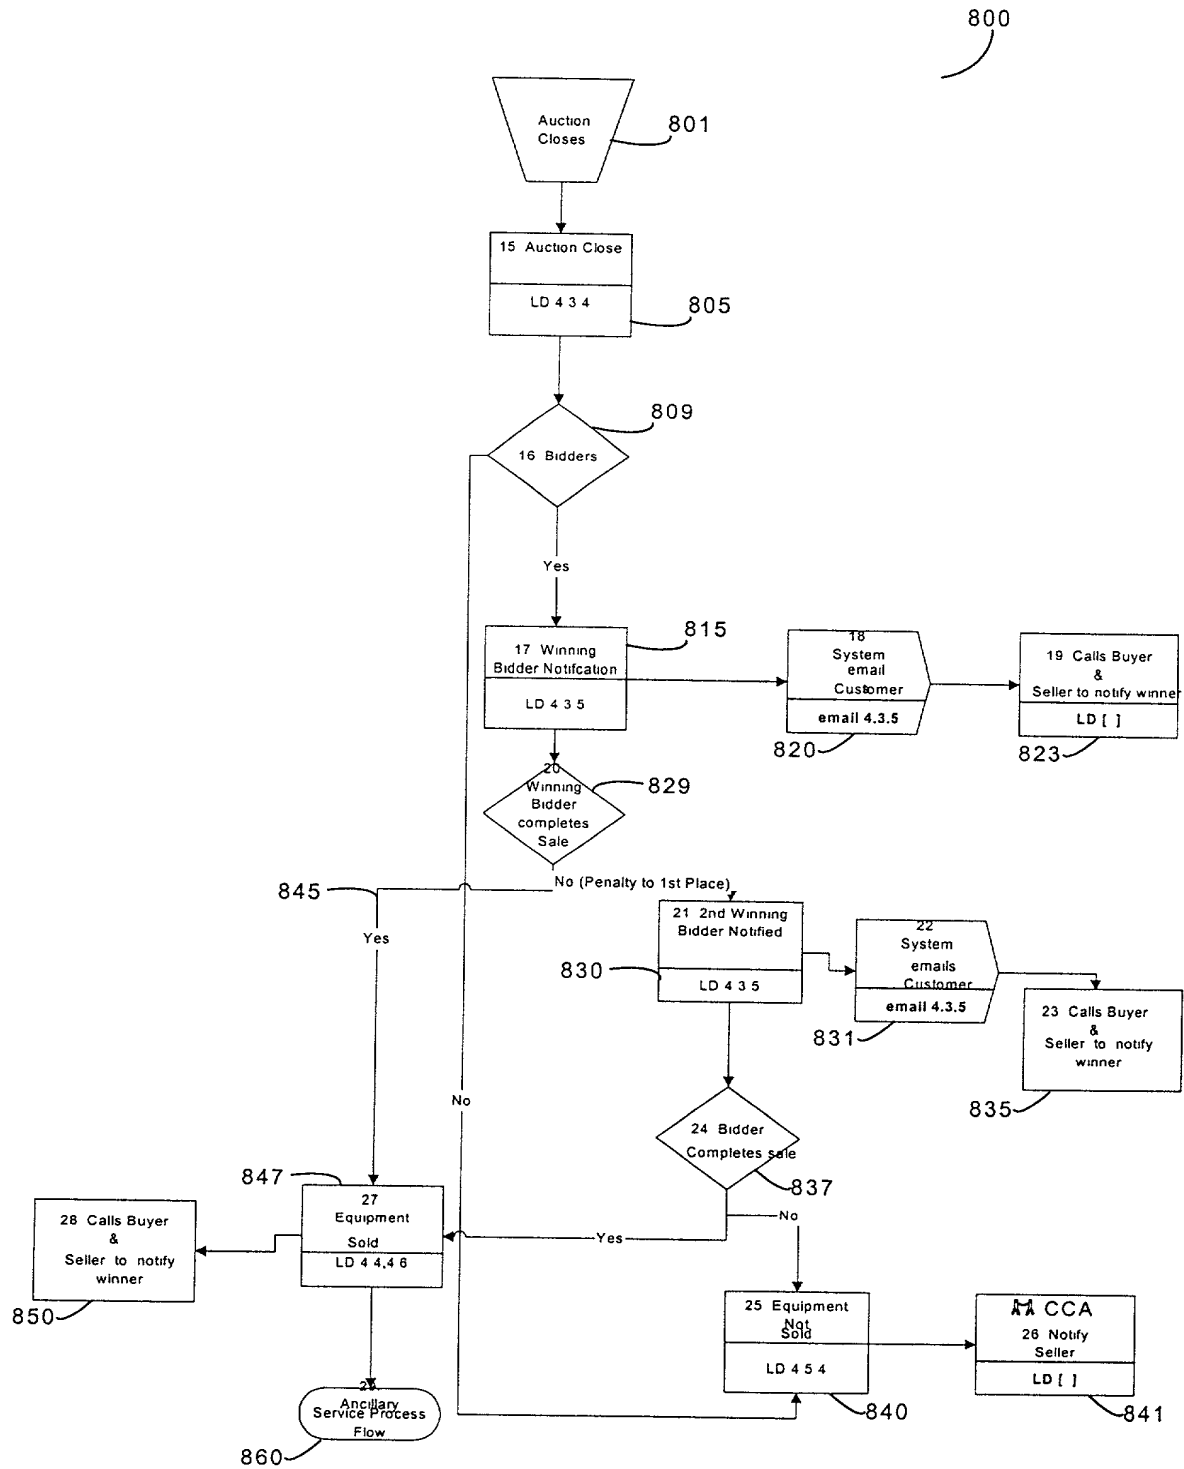 800
Auction
Closes
801
15 Auction Close
LD 4 3 4
805
809
16 Bidders
Yes
815
17 Winning
Bidder Notifcation
LD 4 3 5
18
System
email
Customer
email 4.3.5
820
19 Calls Buyer
&
Seller to notify winner
LD [ ]
823
20
Winning
Bidder
completes
Sale
829
No (Penalty to 1st Place)
845
Yes
21 2nd Winning
Bidder Notified
LD 4 3 5
830
22
System
emails
Customer
email 4.3.5
831
23 Calls Buyer
&
Seller to notify
winner
835
No
24 Bidder
Completes sale
837
No
Yes
847
27
Equipment
Sold
LD 4 4,4 6
28 Calls Buyer
&
Seller to notify
winner
850
25 Equipment
Not
Sold
LD 4 5 4
840
CCA
26 Notify
Seller
LD [ ]
841
Ancillary
Service Process
Flow
860